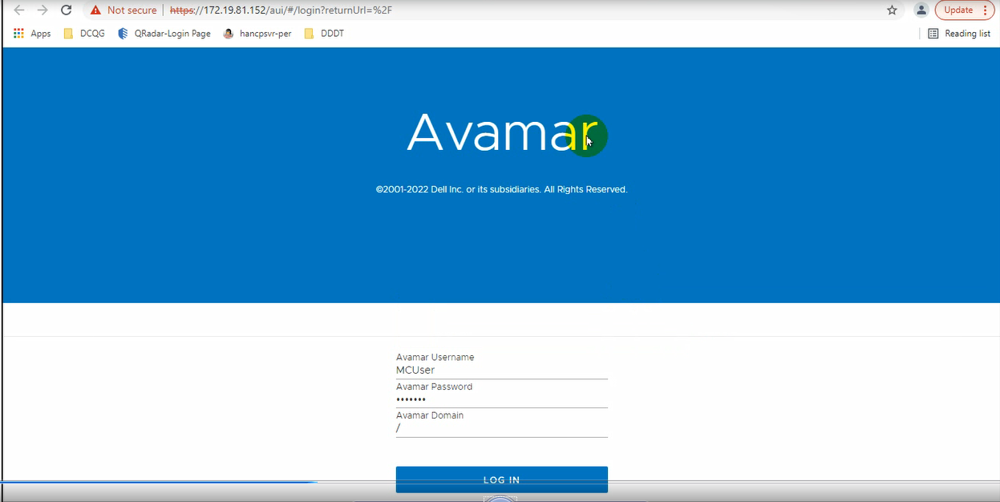 Not secure https://172.19.81.152/aui/#/login?returnUrl=%2F Update
Apps DCQG QRadar-Login Page hancpsvr-per DDDT Reading list
Avamar
©2001-2022 Dell Inc. or its subsidiaries. All Rights Reserved.
Avamar Username
MCUser
Avamar Password
•••••••
Avamar Domain
/
LOG IN